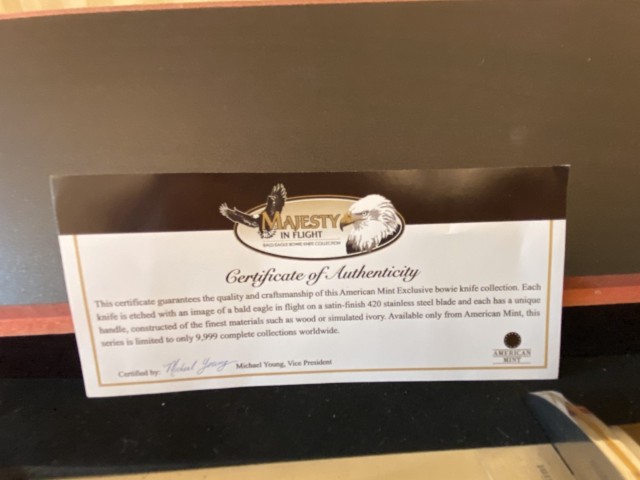 MAJESTY
IN FLIGHT
BALD EAGLE BOWIE KNIFE COLLECTION
Certificate of Authenticity
This certificate guarantees the quality and craftsmanship of this American Mint Exclusive bowie knife collection. Each
knife is etched with an image of a bald eagle in flight on a satin-finish 420 stainless steel blade and each has a unique
handle, constructed of the finest materials such as wood or simulated ivory. Available only from American Mint, this
series is limited to only 9,999 complete collections worldwide.
Certified by: Michael Young Michael Young, Vice President
AMERICAN
MINT